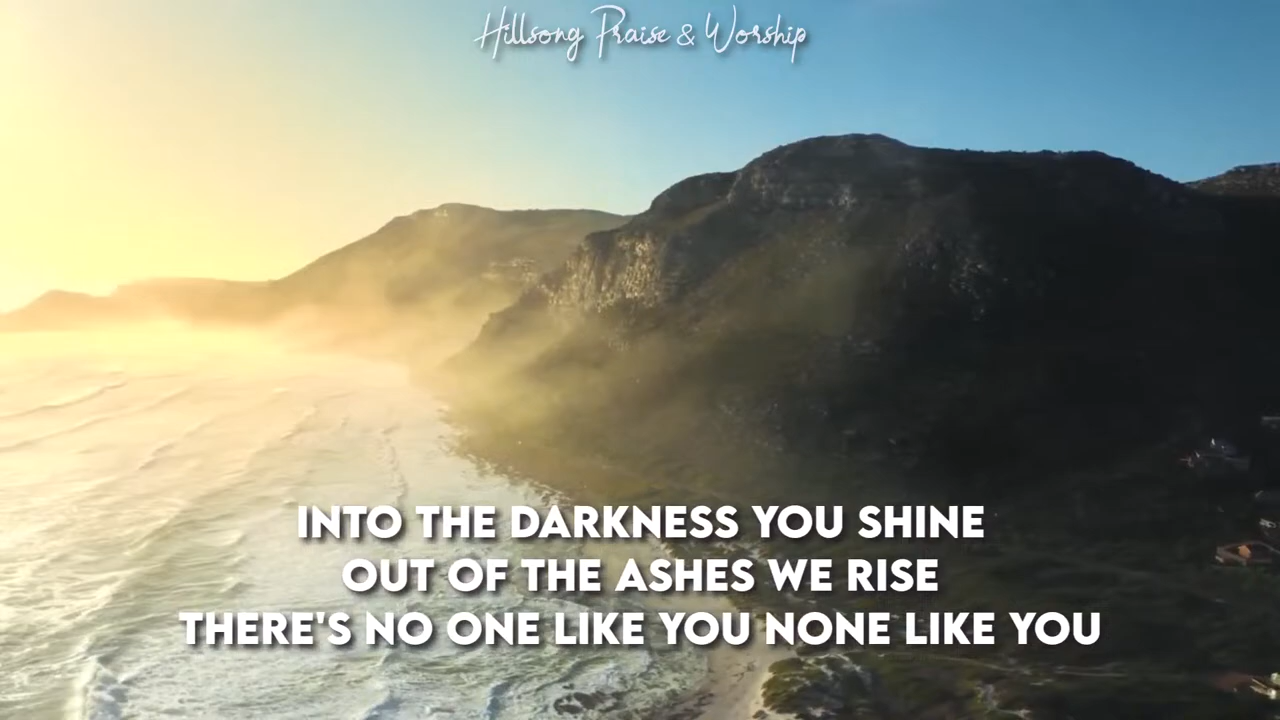 Hillsong Praise & Worship
INTO THE DARKNESS YOU SHINE
OUT OF THE ASHES WE RISE
THERE'S NO ONE LIKE YOU NONE LIKE YOU